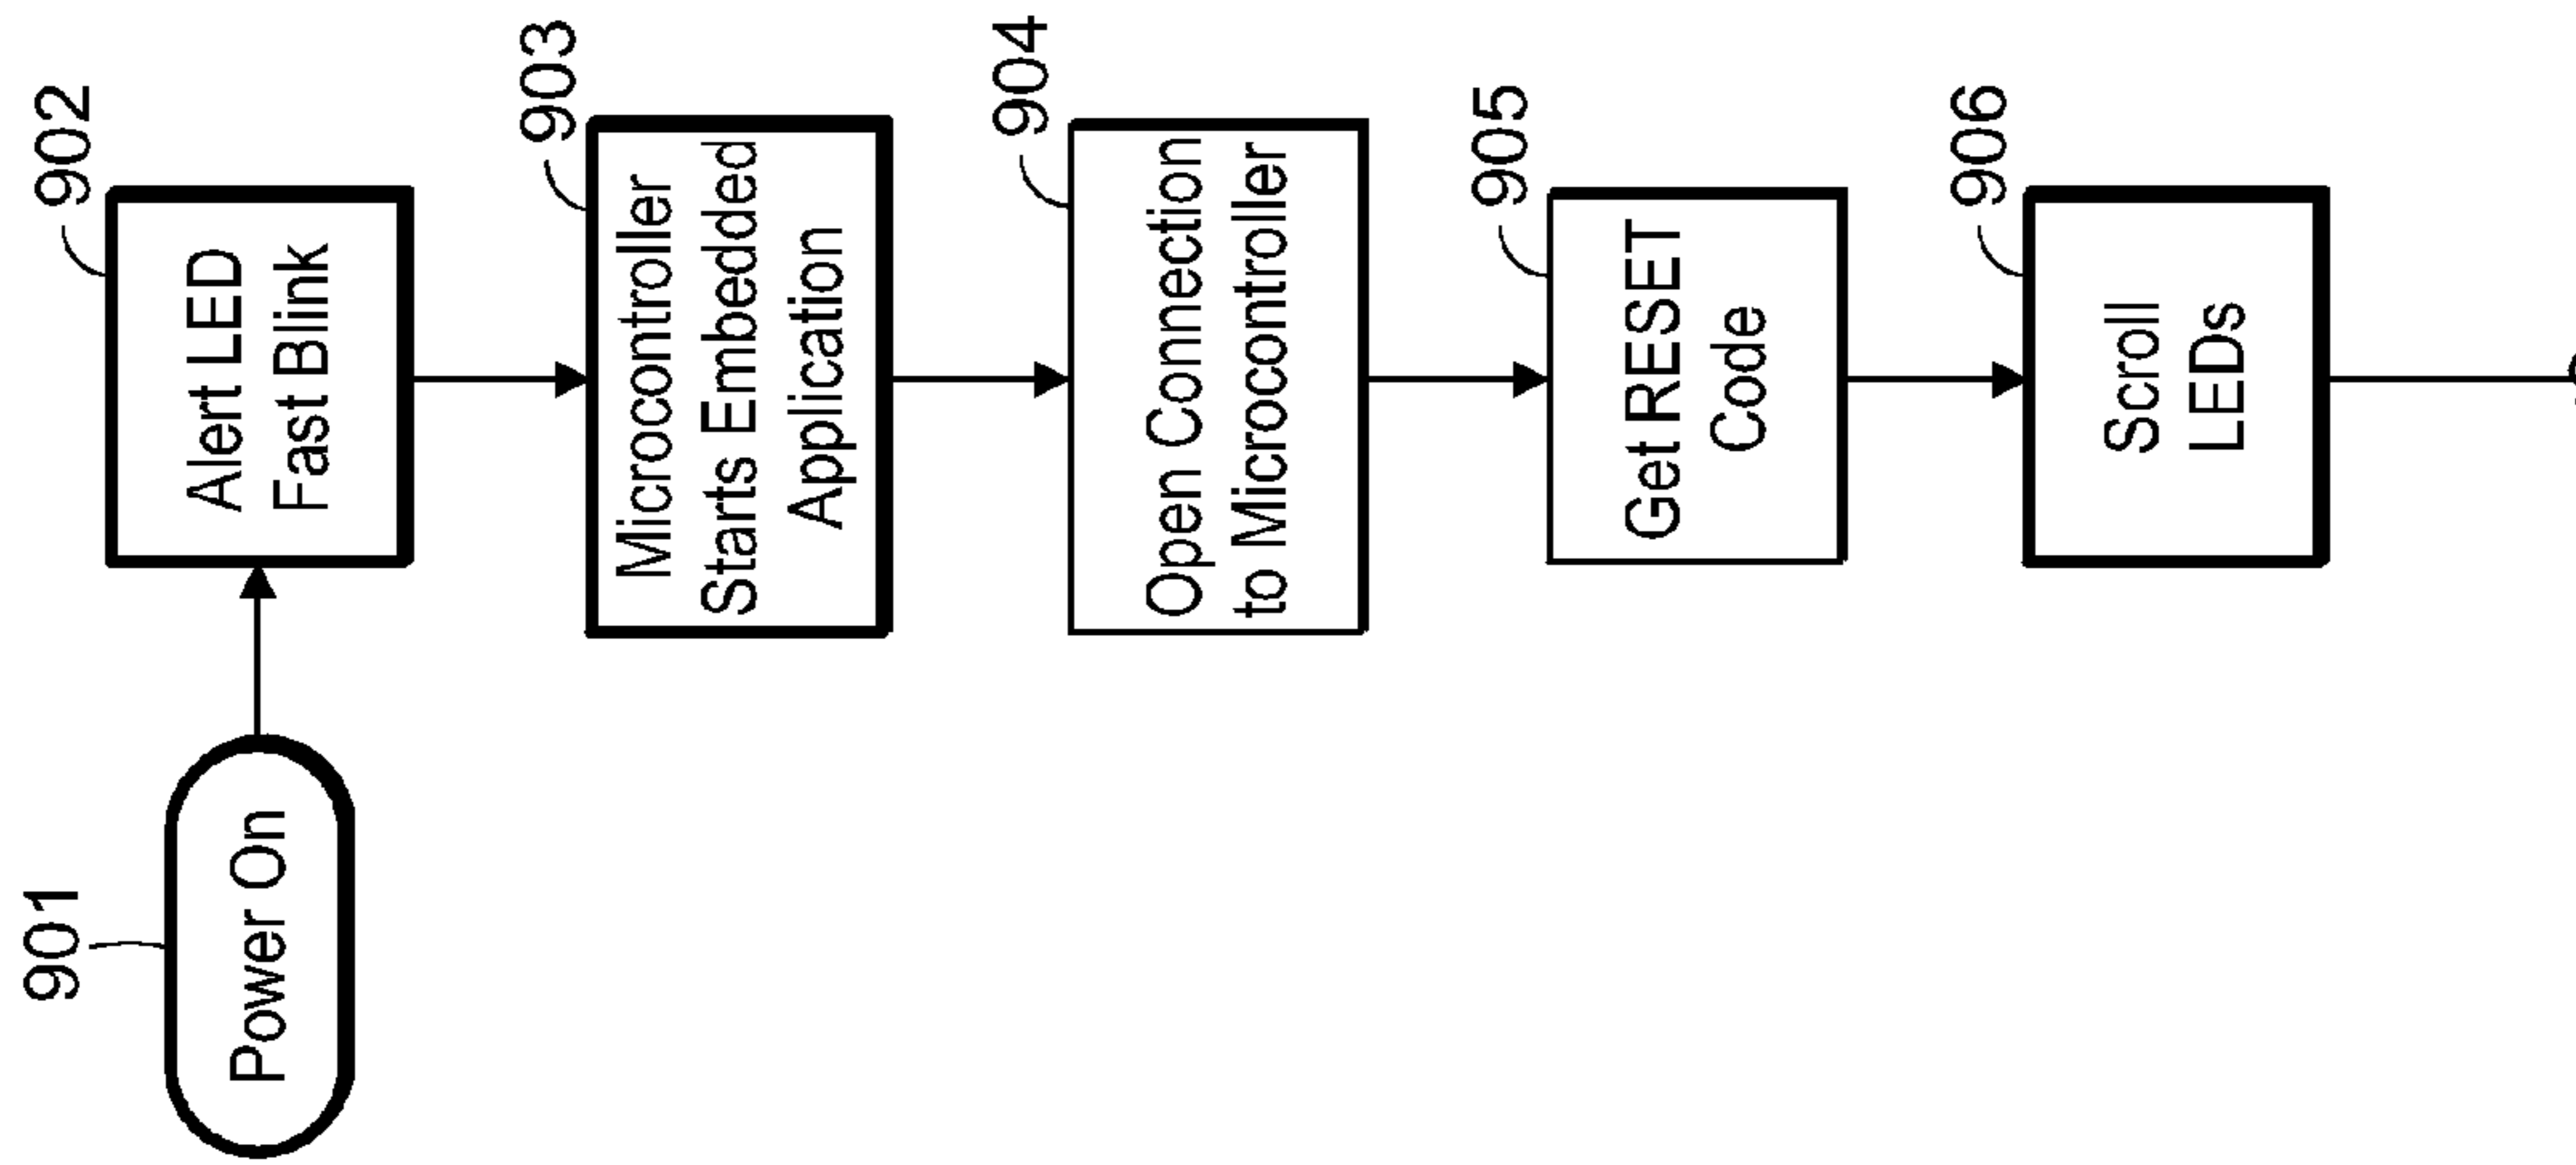 901
Power On
902
Alert LED
Fast Blink
903
Microcontroller
Starts Embedded
Application
904
Open Connection
to Microcontroller
905
Get RESET
Code
906
Scroll
LEDs